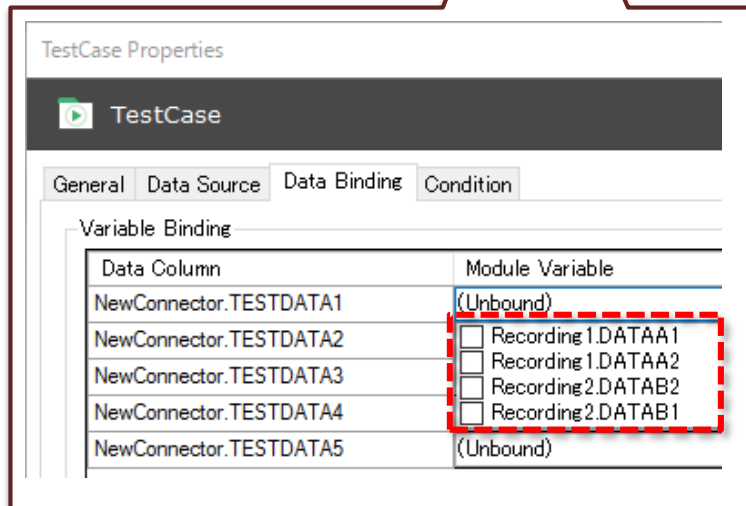 TestCase Properties
TestCase
General Data Source Data Binding Condition
Variable Binding
Data Column Module Variable
NewConnector.TESTDATA1 (Unbound)
NewConnector.TESTDATA2 Recording1.DATAA1
Recording1.DATAA2
NewConnector.TESTDATA3 Recording2.DATAB2
NewConnector.TESTDATA4 Recording2.DATAB1
NewConnector.TESTDATA5 (Unbound)